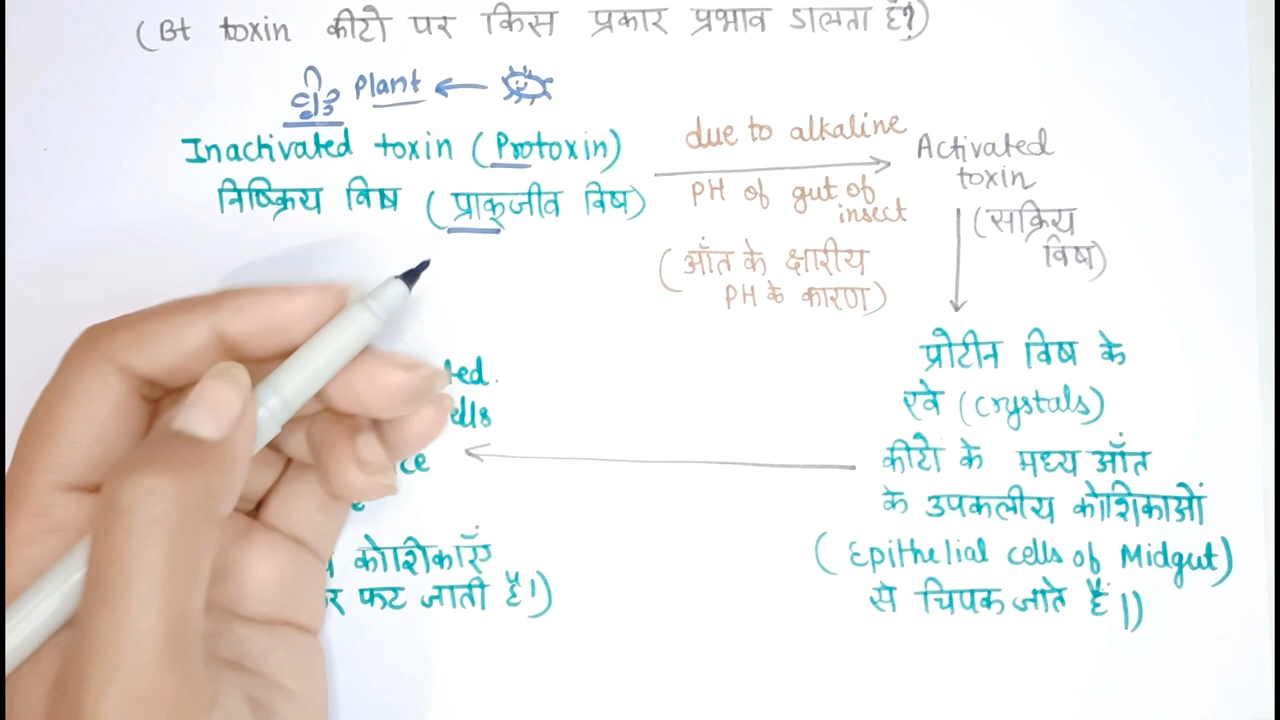 (Bt toxin कीटो पर किस प्रकार प्रभाव डालता है?)
Plant
Inactivated toxin (Protoxin)
निष्क्रिय विष (प्राक्जीव विष)
due to alkaline
PH of gut of
insect
(आँत के क्षारीय
PH के कारण)
Activated
toxin
(सक्रिय
विष)
प्रोटीन विष के
रवे (crystals)
कीटो के मध्य आँत
के उपकलीय कोशिकाओं
(Epithelial cells of Midgut)
से चिपक जाते हैं।)
कोशिकाएँ
फट जाती है।)